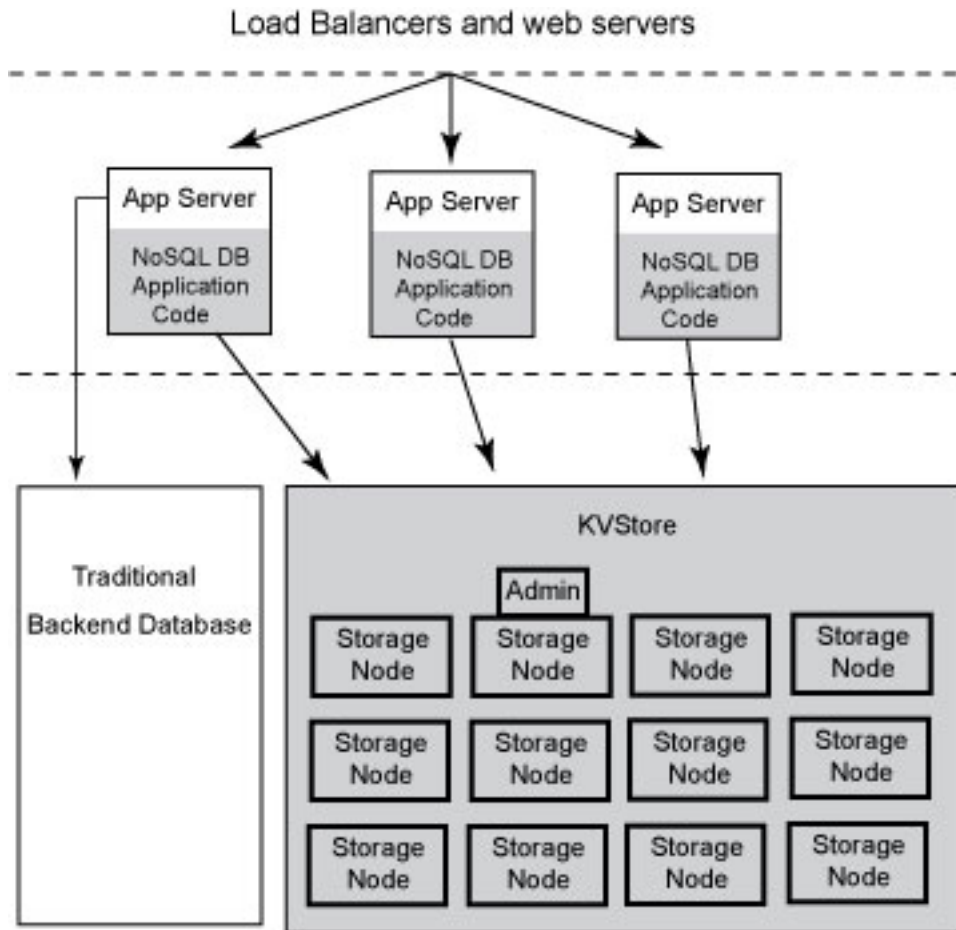 Load Balancers and web servers
App Server
NoSQL DB
Application
Code
App Server
NoSQL DB
Application
Code
App Server
NoSQL DB
Application
Code
Traditional
Backend Database
KVStore
Admin
Storage
Node
Storage
Node
Storage
Node
Storage
Node
Storage
Node
Storage
Node
Storage
Node
Storage
Node
Storage
Node
Storage
Node
Storage
Node
Storage
Node